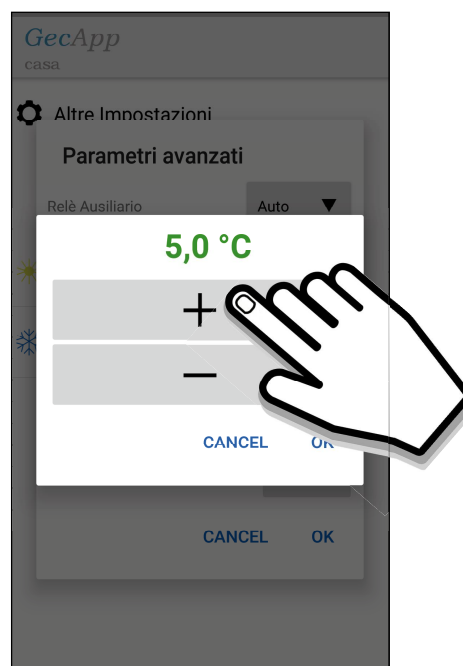 GecApp
casa
Altre Impostazioni
Parametri avanzati
Relè Ausiliario
Auto ▼
5,0 °C
+
−
CANCEL OK
CANCEL OK